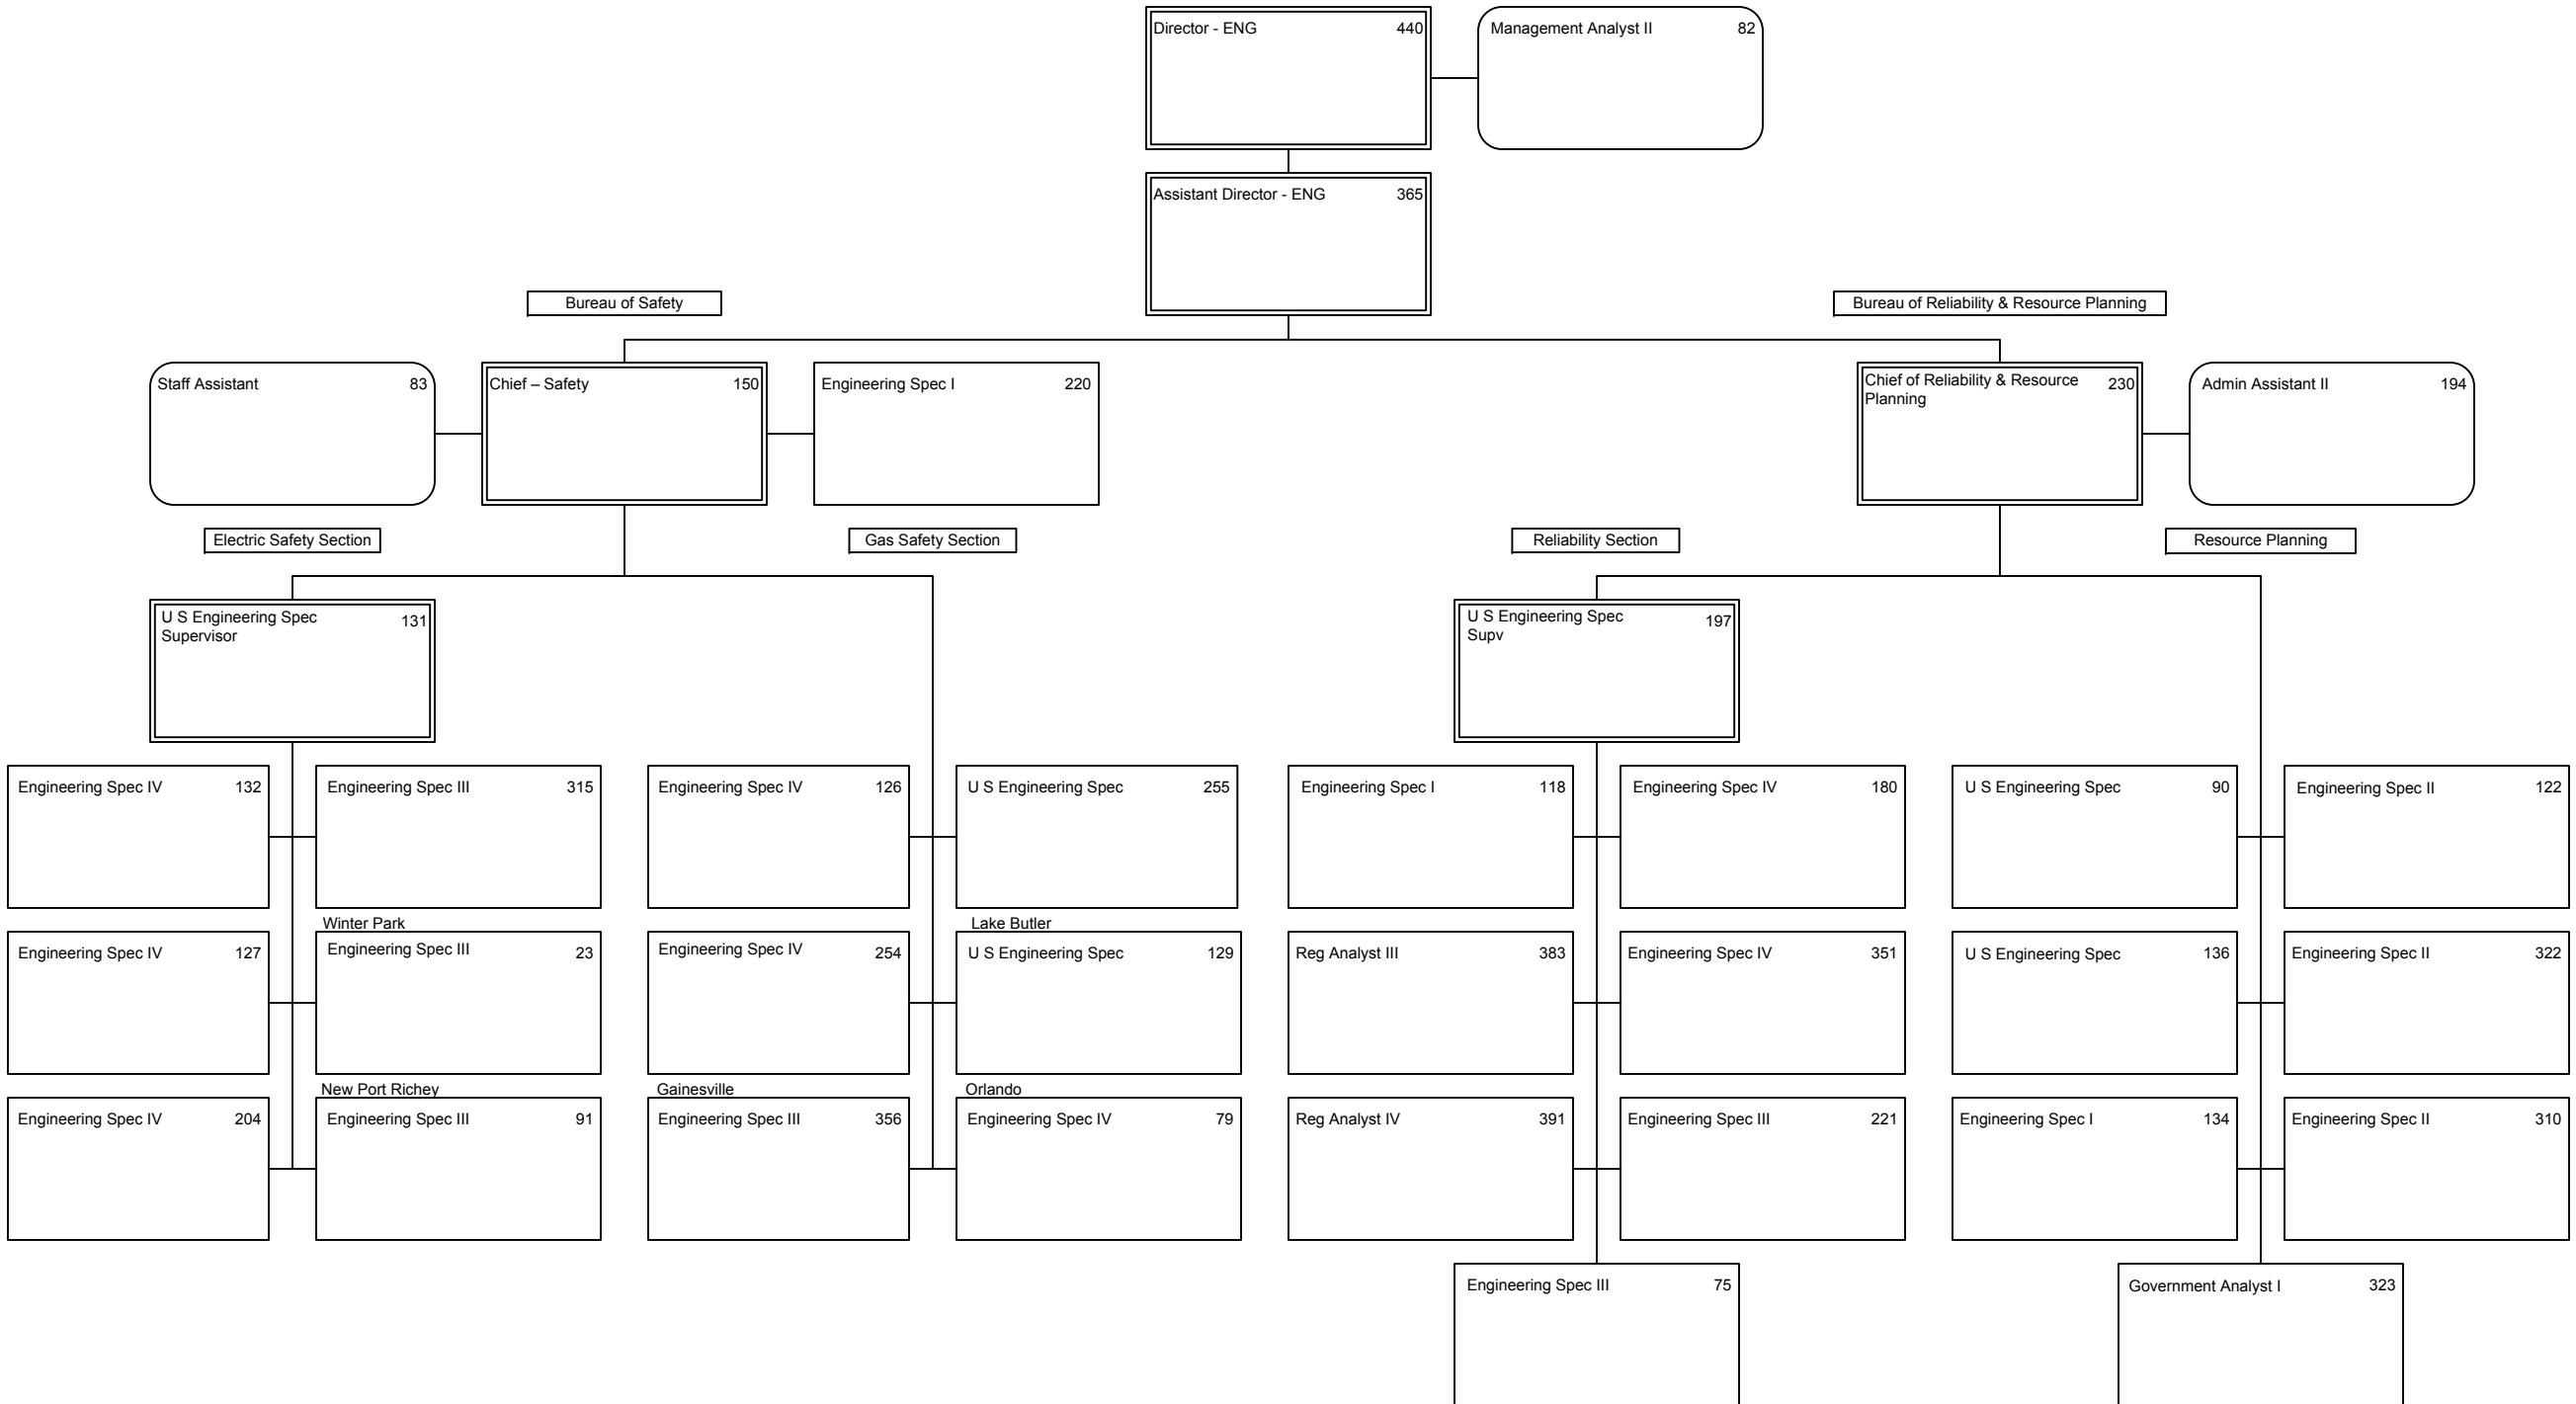 Director - ENG 440
Management Analyst II 82
Assistant Director - ENG 365
Bureau of Safety
Bureau of Reliability & Resource Planning
Staff Assistant 83
Chief – Safety 150
Engineering Spec I 220
Chief of Reliability & Resource 230
Planning
Admin Assistant II 194
Electric Safety Section
Gas Safety Section
Reliability Section
Resource Planning
U S Engineering Spec 131
Supervisor
U S Engineering Spec 197
Supv
Engineering Spec IV 132
Engineering Spec III 315
Engineering Spec IV 126
U S Engineering Spec 255
Engineering Spec I 118
Engineering Spec IV 180
U S Engineering Spec 90
Engineering Spec II 122
Winter Park
Lake Butler
Engineering Spec IV 127
Engineering Spec III 23
Engineering Spec IV 254
U S Engineering Spec 129
Reg Analyst III 383
Engineering Spec IV 351
U S Engineering Spec 136
Engineering Spec II 322
New Port Richey
Gainesville
Orlando
Engineering Spec IV 204
Engineering Spec III 91
Engineering Spec III 356
Engineering Spec IV 79
Reg Analyst IV 391
Engineering Spec III 221
Engineering Spec I 134
Engineering Spec II 310
Engineering Spec III 75
Government Analyst I 323